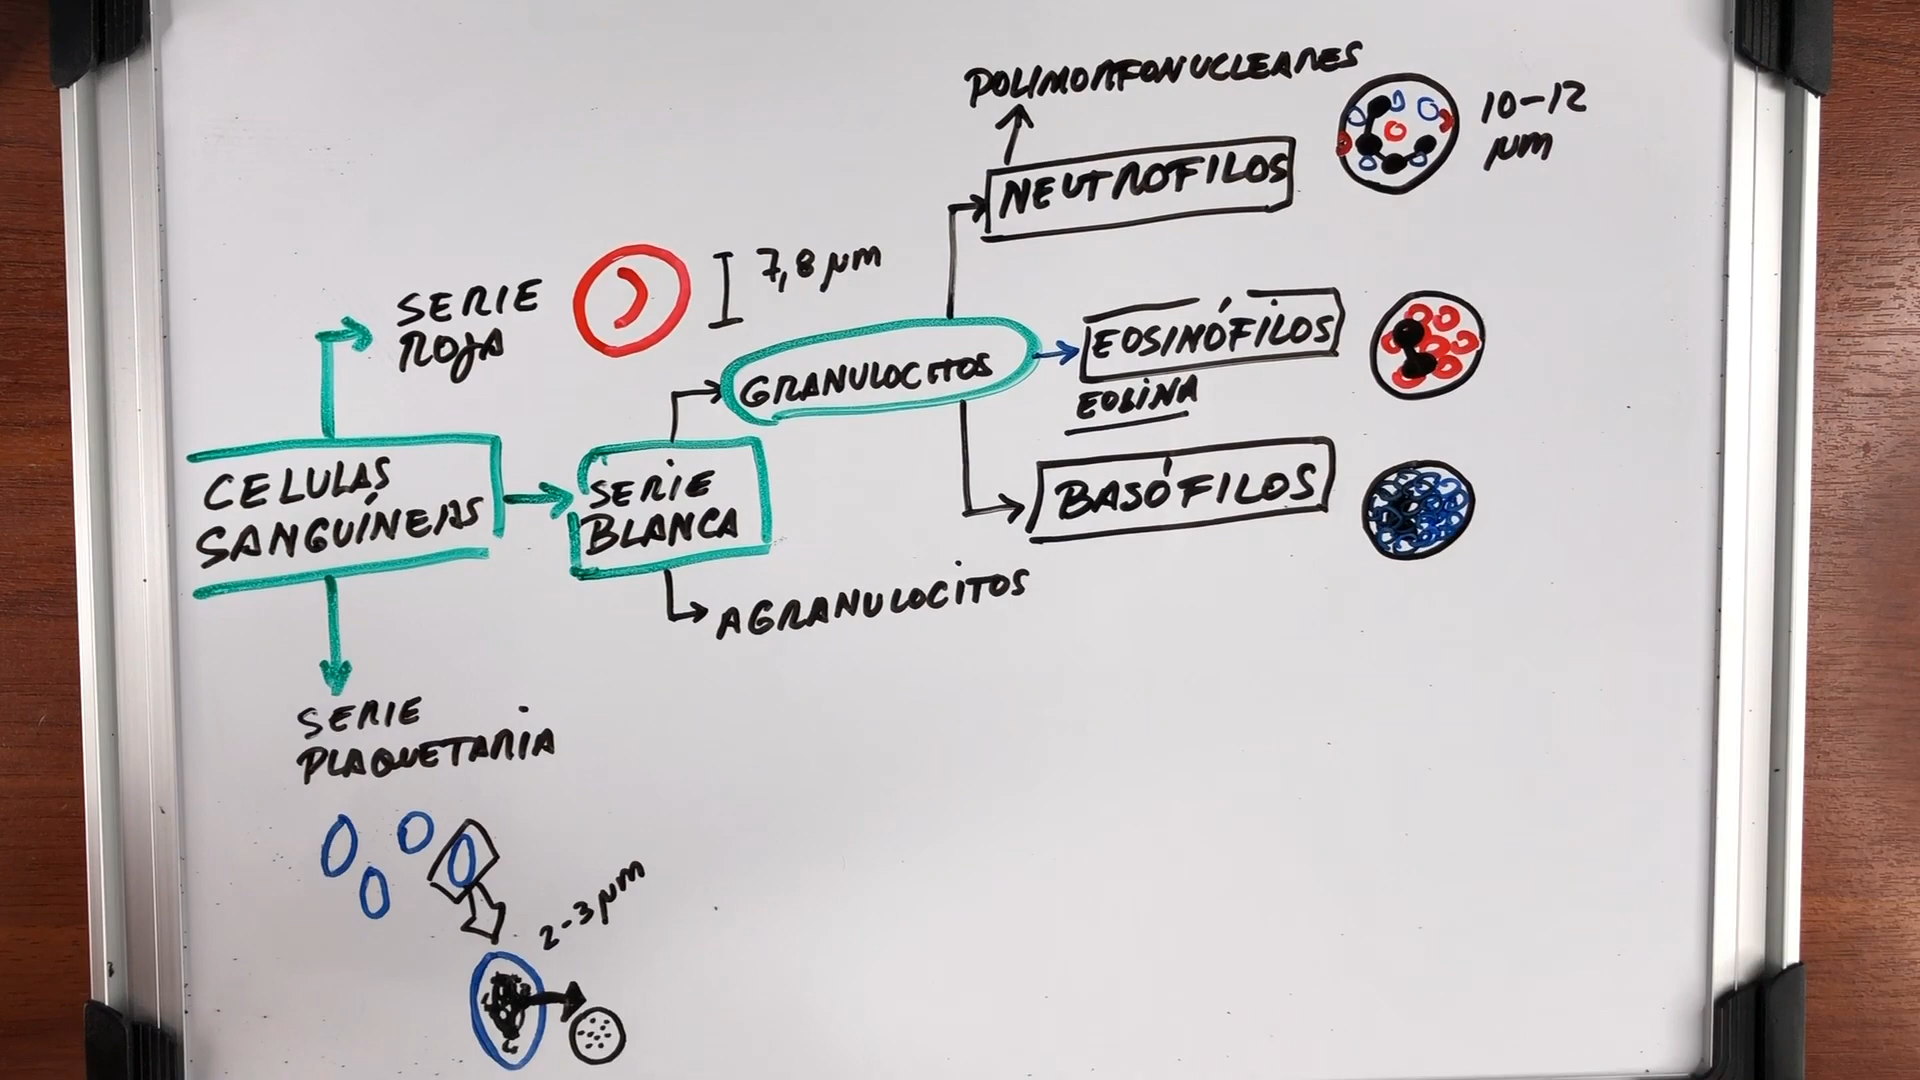 POLIMORFONUCLEARES
10-12
µm
NEUTROFILOS
7,8 µm
SERIE
ROJA
GRANULOCITOS
EOSINÓFILOS
EOSINA
CELULAS
SANGUÍNEAS
SERIE
BLANCA
BASÓFILOS
AGRANULOCITOS
SERIE
PLAQUETARIA
2-3 µm